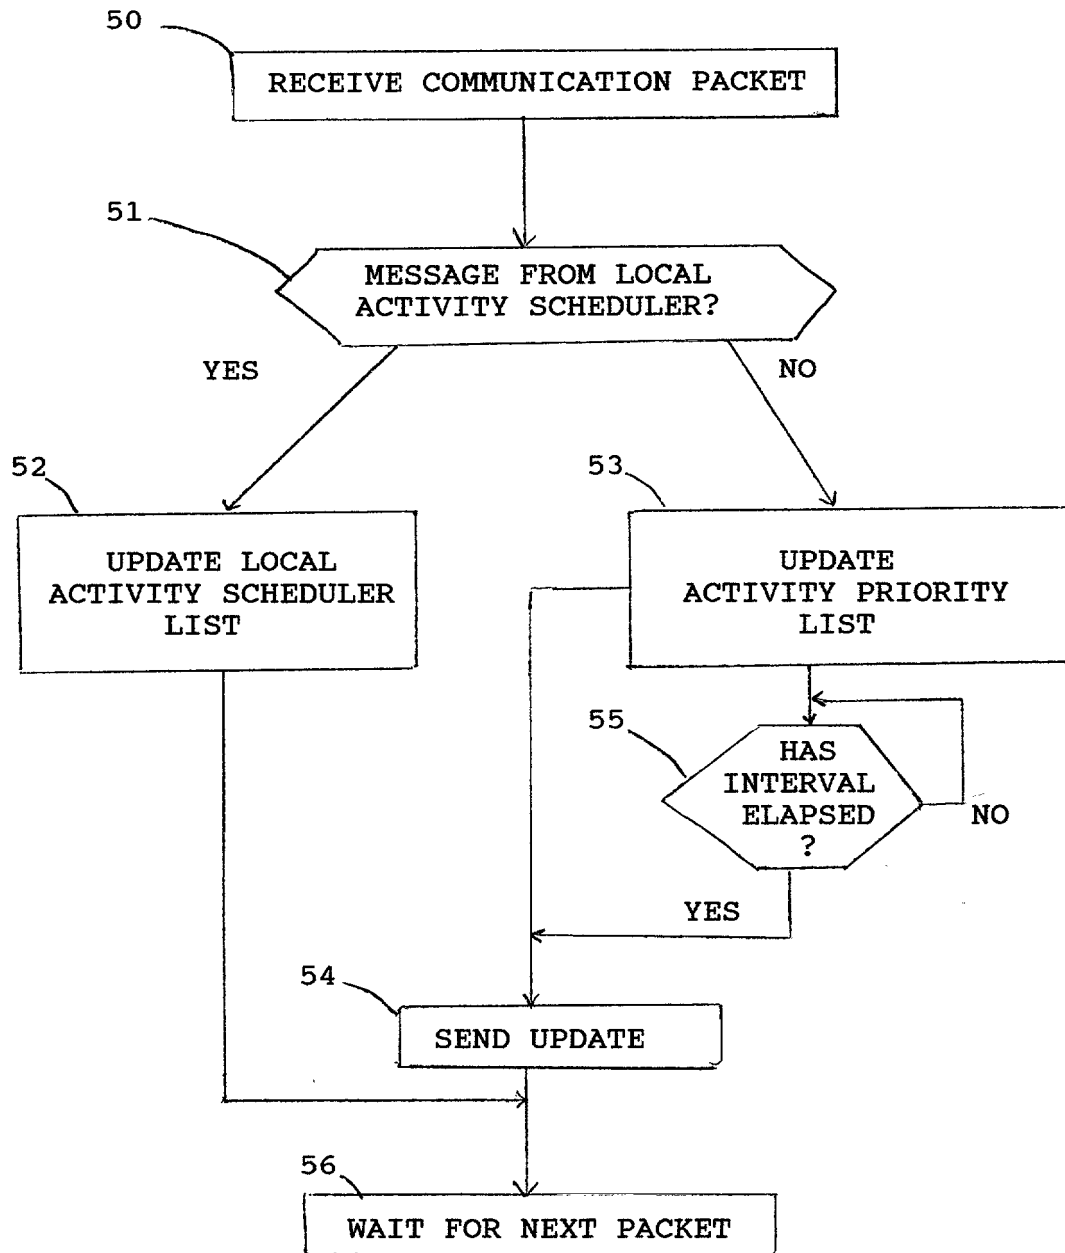 50
RECEIVE COMMUNICATION PACKET
51
MESSAGE FROM LOCAL
ACTIVITY SCHEDULER?
YES
NO
52
UPDATE LOCAL
ACTIVITY SCHEDULER
LIST
53
UPDATE
ACTIVITY PRIORITY
LIST
55
HAS
INTERVAL
ELAPSED
?
NO
YES
54
SEND UPDATE
56
WAIT FOR NEXT PACKET